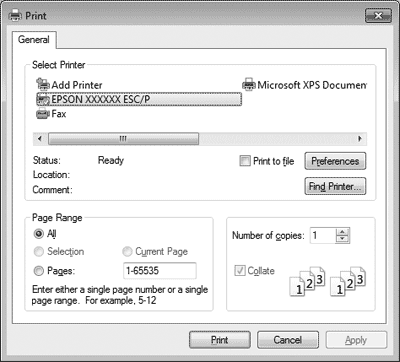 Print
General
Select Printer
Add Printer
Microsoft XPS Documen
EPSON XXXXXX ESC/P
Fax
Status: Ready
Print to file
Preferences
Location:
Comment:
Find Printer...
Page Range
All
Selection
Current Page
Pages:
1-65535
Enter either a single page number or a single
page range. For example, 5-12
Number of copies: 1
Collate
1 2 3 1 2 3
Print
Cancel
Apply